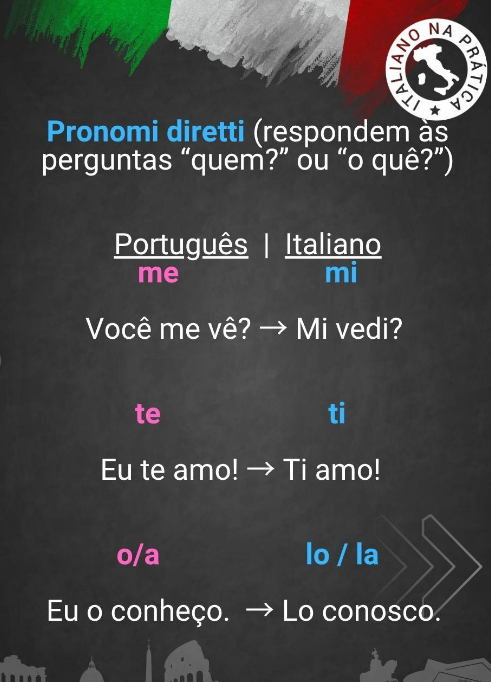 ITALIANO NA PRÁTICA
Pronomi diretti (respondem às
perguntas “quem?” ou “o quê?”)
Português | Italiano
me mi
Você me vê? → Mi vedi?
te ti
Eu te amo! → Ti amo!
o/a lo / la
Eu o conheço. → Lo conosco.